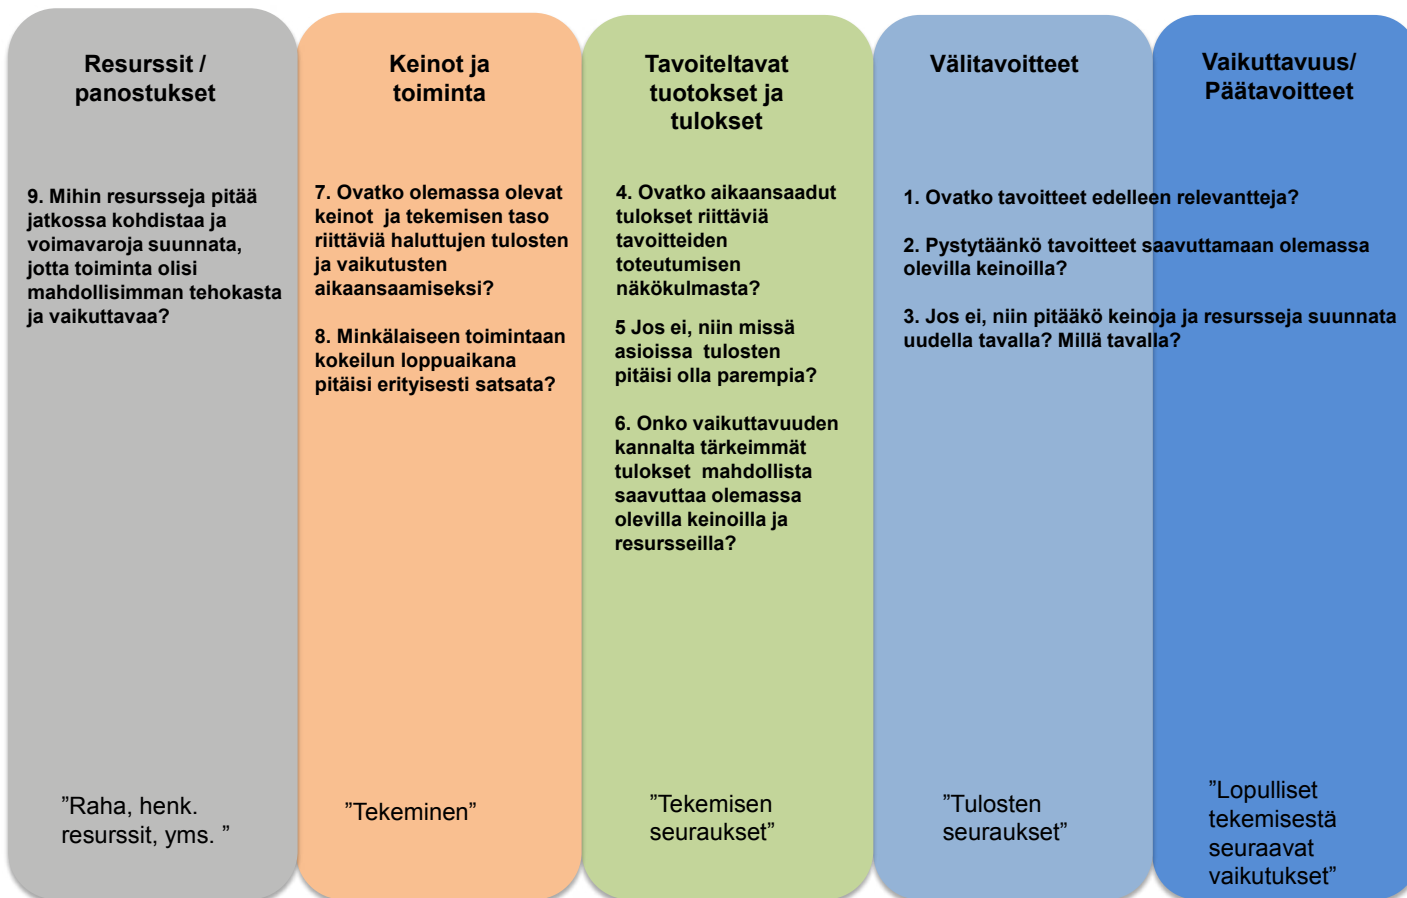 Resurssit /
panostukset
9. Mihin resursseja pitää
jatkossa kohdistaa ja
voimavaroja suunnata,
jotta toiminta olisi
mahdollisimman tehokasta
ja vaikuttavaa?
”Raha, henk.
resurssit, yms. ”
Keinot ja
toiminta
7. Ovatko olemassa olevat
keinot ja tekemisen taso
riittäviä haluttujen tulosten
ja vaikutusten
aikaansaamiseksi?
8. Minkälaiseen toimintaan
kokeilun loppuaikana
pitäisi erityisesti satsata?
”Tekeminen”
Tavoiteltavat
tuotokset ja
tulokset
4. Ovatko aikaansaadut
tulokset riittäviä
tavoitteiden
toteutumisen
näkökulmasta?
5 Jos ei, niin missä
asioissa tulosten
pitäisi olla parempia?
6. Onko vaikuttavuuden
kannalta tärkeimmät
tulokset mahdollista
saavuttaa olemassa
olevilla keinoilla ja
resursseilla?
”Tekemisen
seuraukset”
Välitavoitteet
Vaikuttavuus/
Päätavoitteet
1. Ovatko tavoitteet edelleen relevantteja?
2. Pystytäänkö tavoitteet saavuttamaan olemassa
olevilla keinoilla?
3. Jos ei, niin pitääkö keinoja ja resursseja suunnata
uudella tavalla? Millä tavalla?
”Tulosten
seuraukset”
”Lopulliset
tekemisestä
seuraavat
vaikutukset”